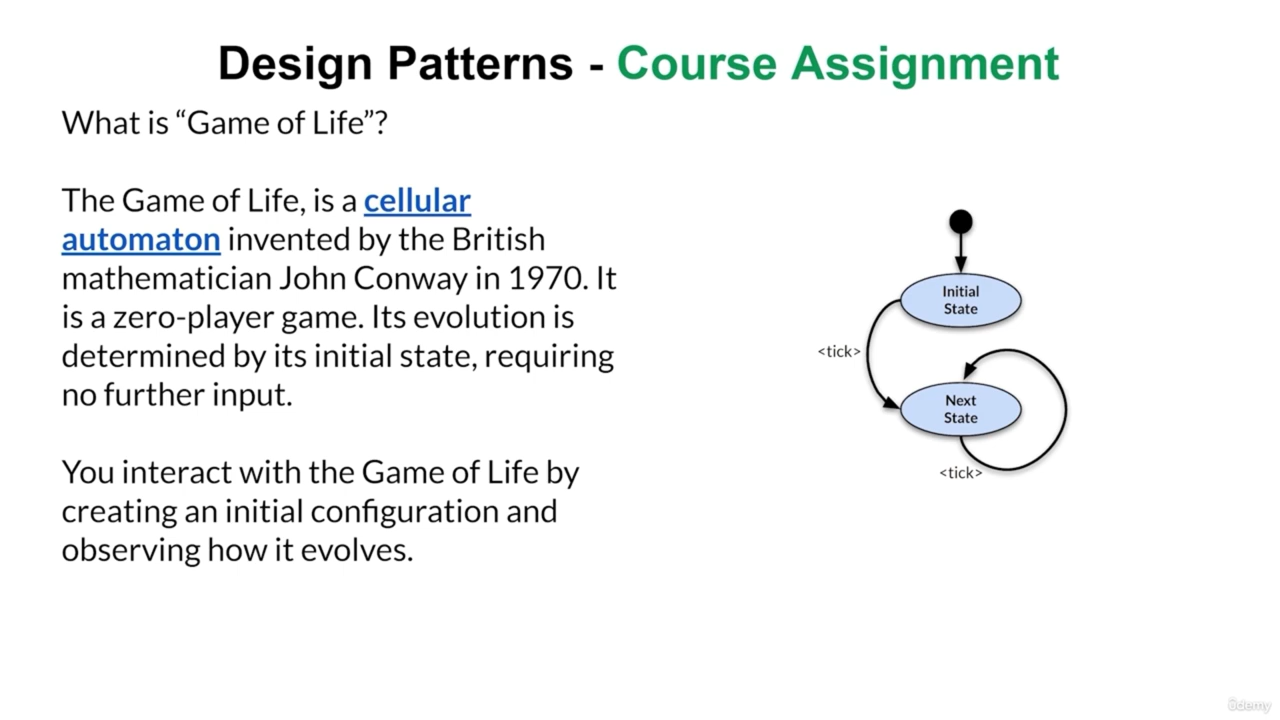 Design Patterns - Course Assignment
What is “Game of Life”?
The Game of Life, is a cellular
automaton invented by the British
mathematician John Conway in 1970. It
is a zero-player game. Its evolution is
determined by its initial state, requiring
no further input.
You interact with the Game of Life by
creating an initial configuration and
observing how it evolves.
Initial
State
<tick>
Next
State
<tick>
ûdemy